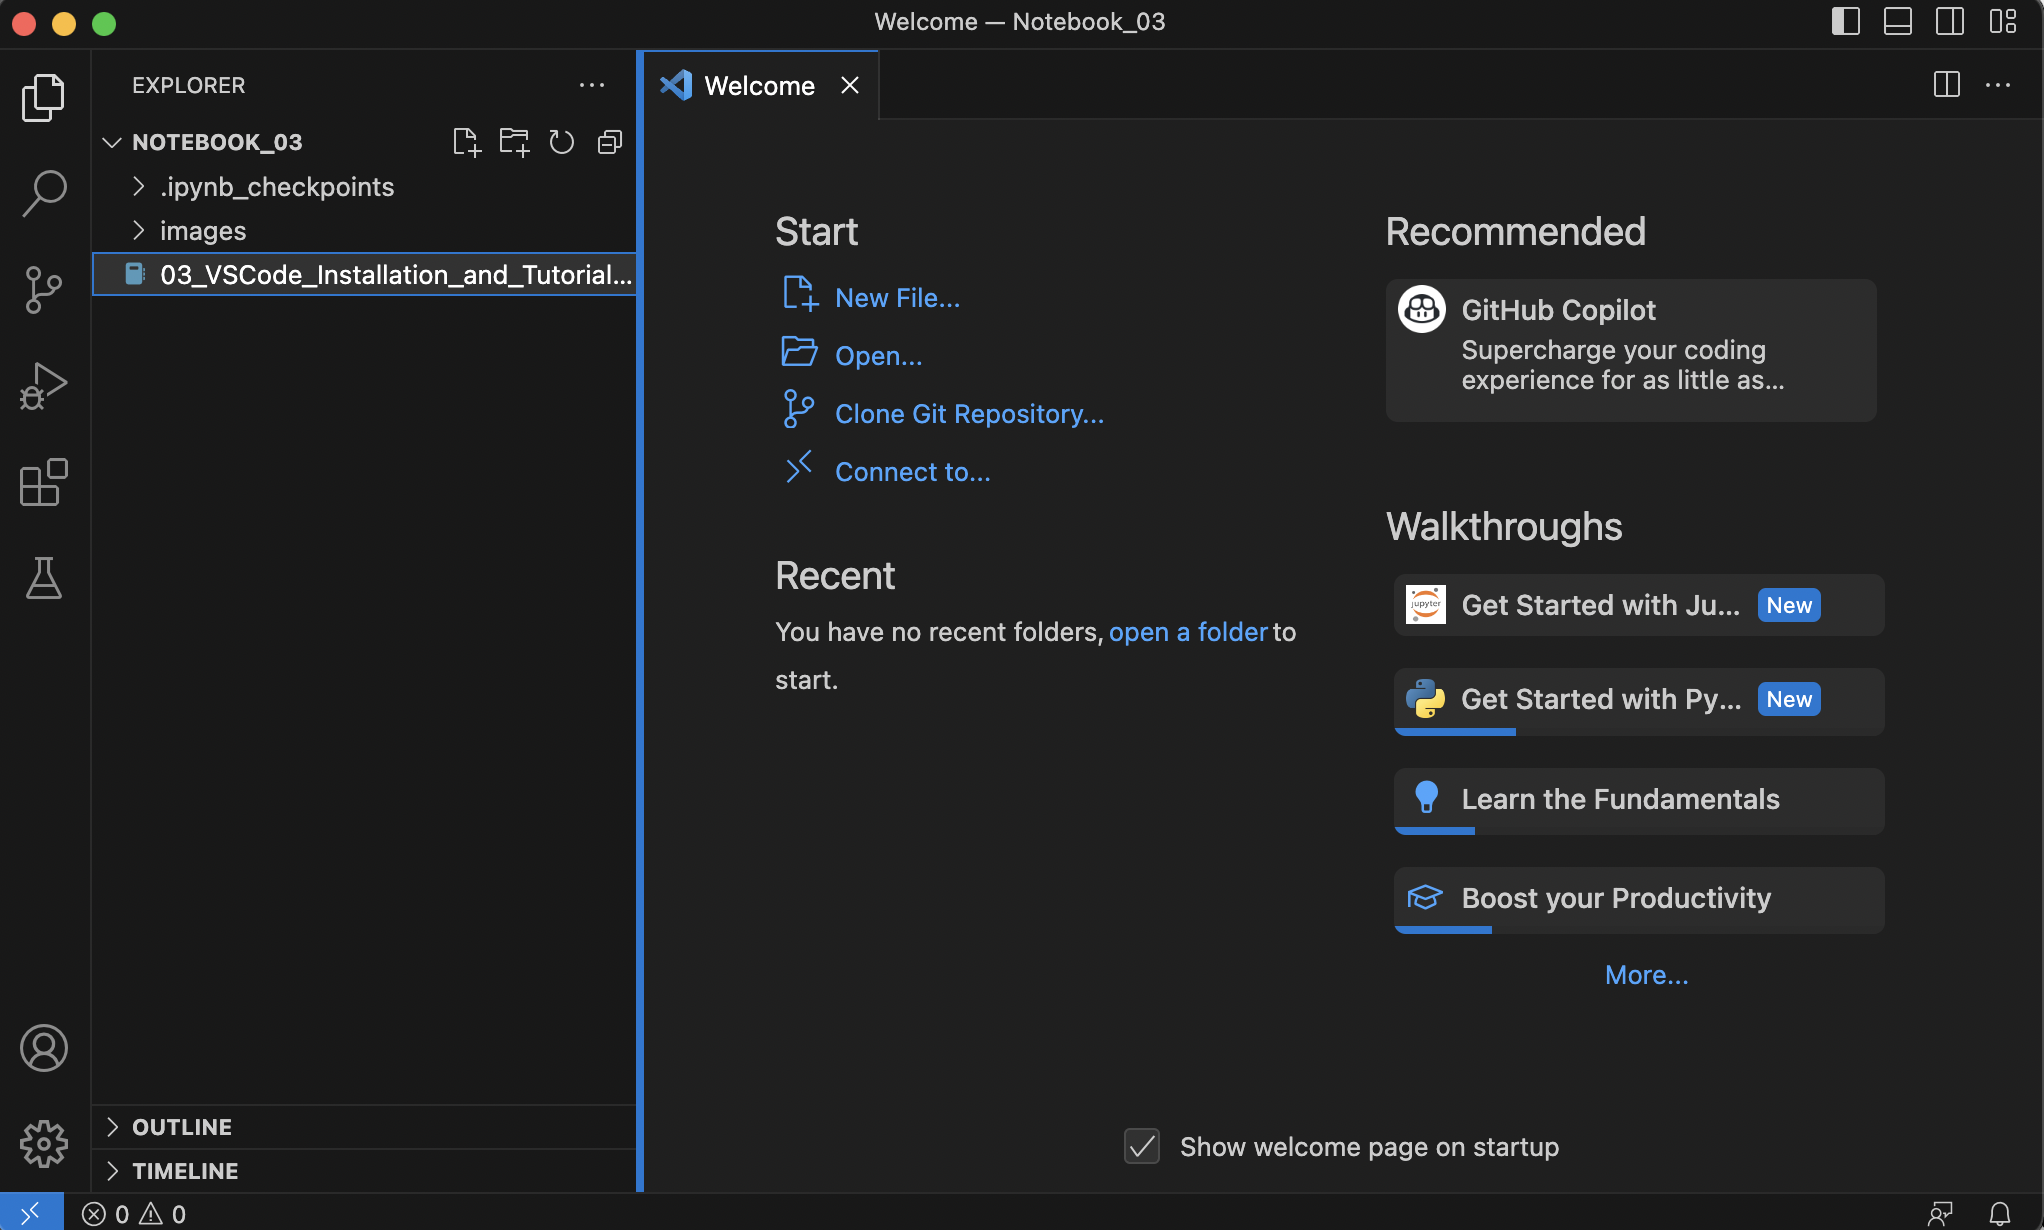 Welcome — Notebook_03
EXPLORER
Welcome
NOTEBOOK_03
.ipynb_checkpoints
images
03_VSCode_Installation_and_Tutorial...
Start
New File...
Open...
Clone Git Repository...
Connect to...
Recent
You have no recent folders, open a folder to
start.
Recommended
GitHub Copilot
Supercharge your coding
experience for as little as...
Walkthroughs
jupyter
Get Started with Ju... New
Get Started with Py... New
Learn the Fundamentals
Boost your Productivity
More...
Show welcome page on startup
OUTLINE
TIMELINE
0 0